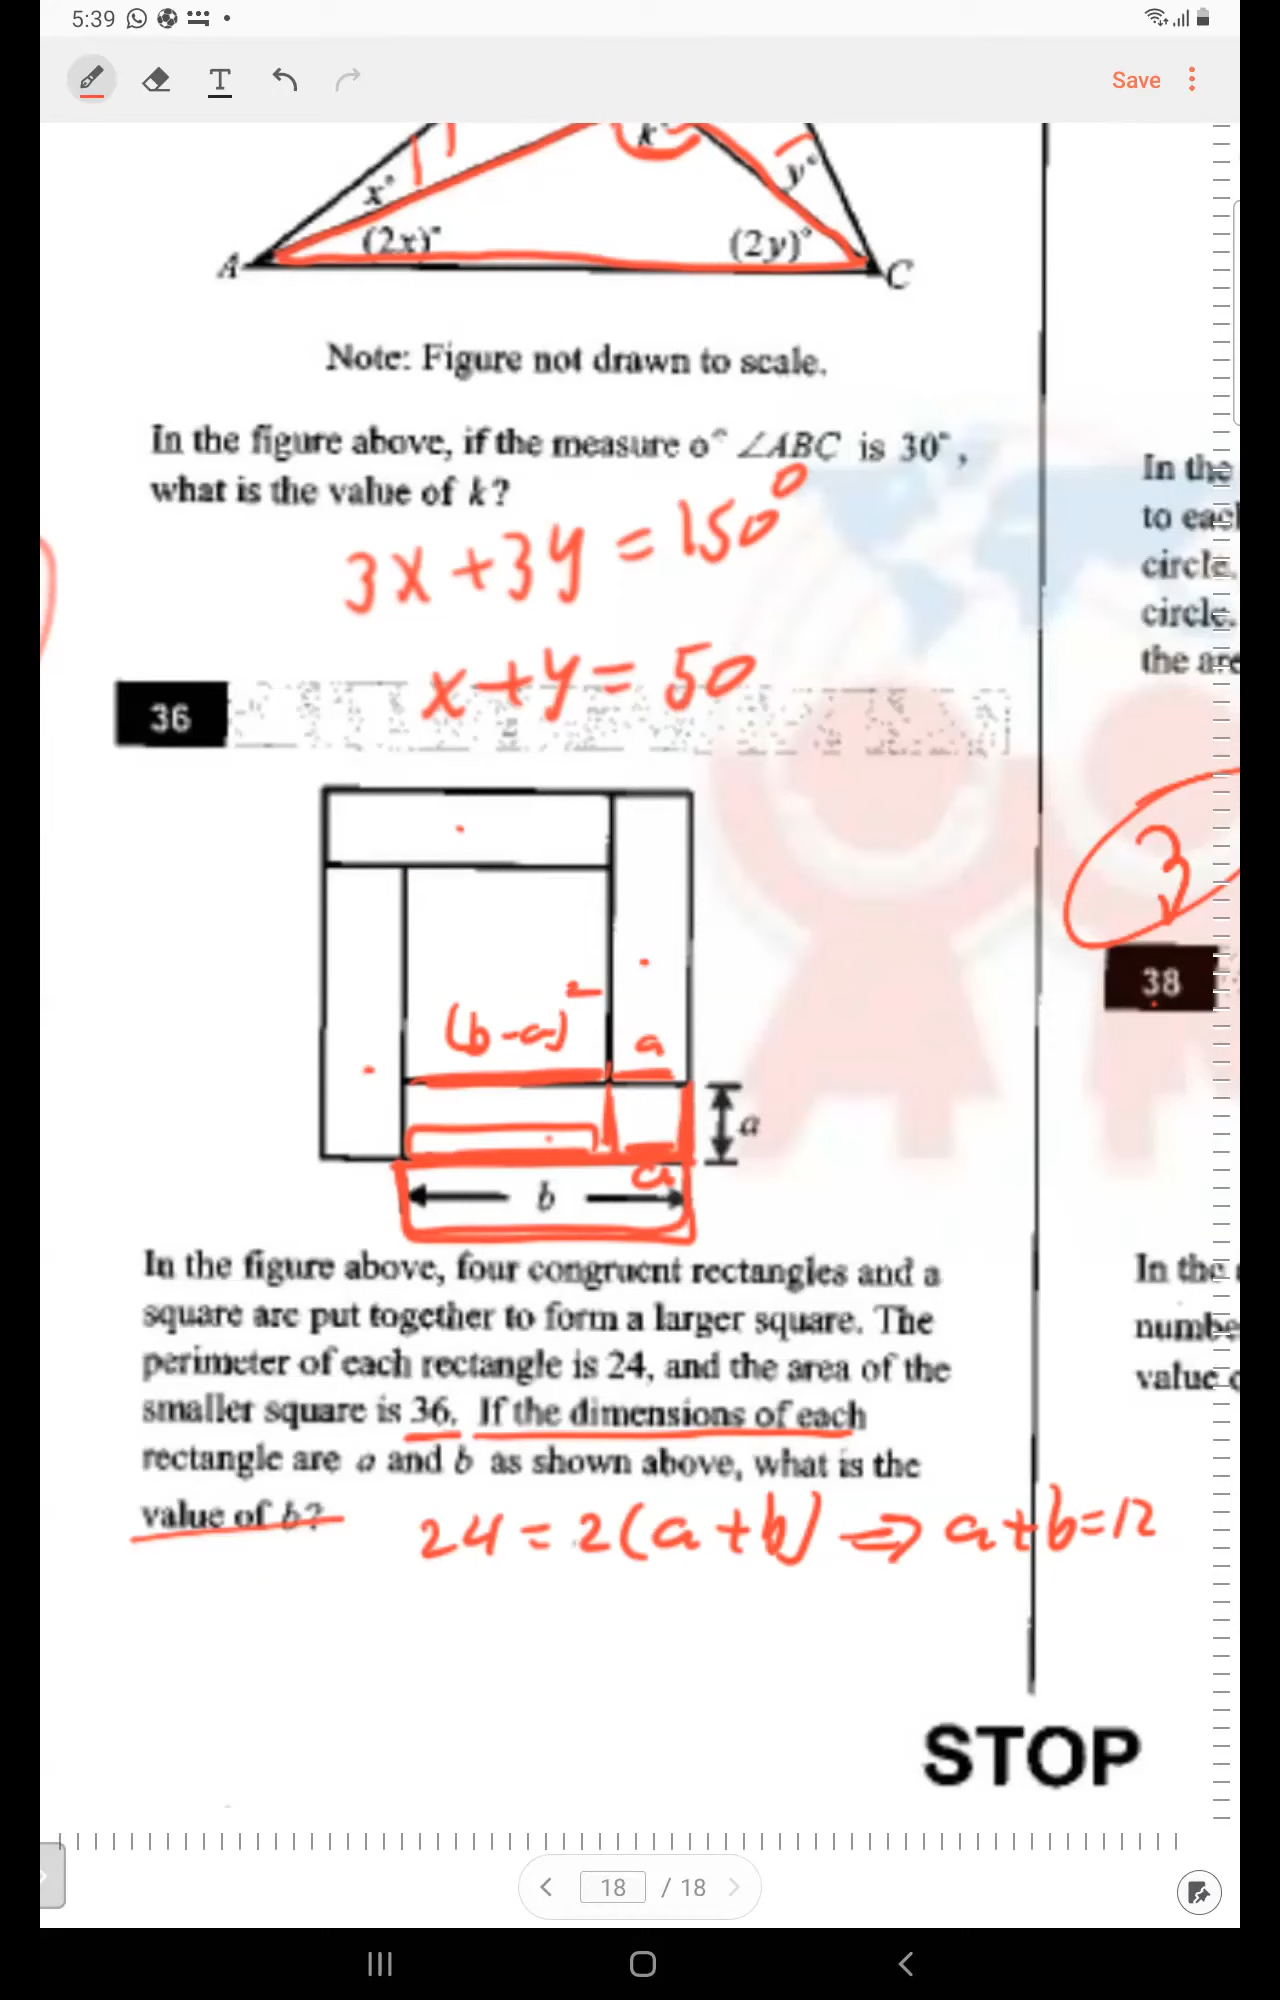 5:39
Save
k°
x°
y°
(2x)°
(2y)°
A
C
Note: Figure not drawn to scale.
In the figure above, if the measure o ∠ABC is 30°,
what is the value of k?
3x+3y=150°
x+y=50
36
(b-a)²
a
a
a
b
In the figure above, four congruent rectangles and a
square are put together to form a larger square. The
perimeter of each rectangle is 24, and the area of the
smaller square is 36. If the dimensions of each
rectangle are a and b as shown above, what is the
value of b?
24=2(a+b) ⇒ a+b=12
In the
to each
circle.
circle.
the are
3
38
In the
numbe
value
STOP
18 / 18